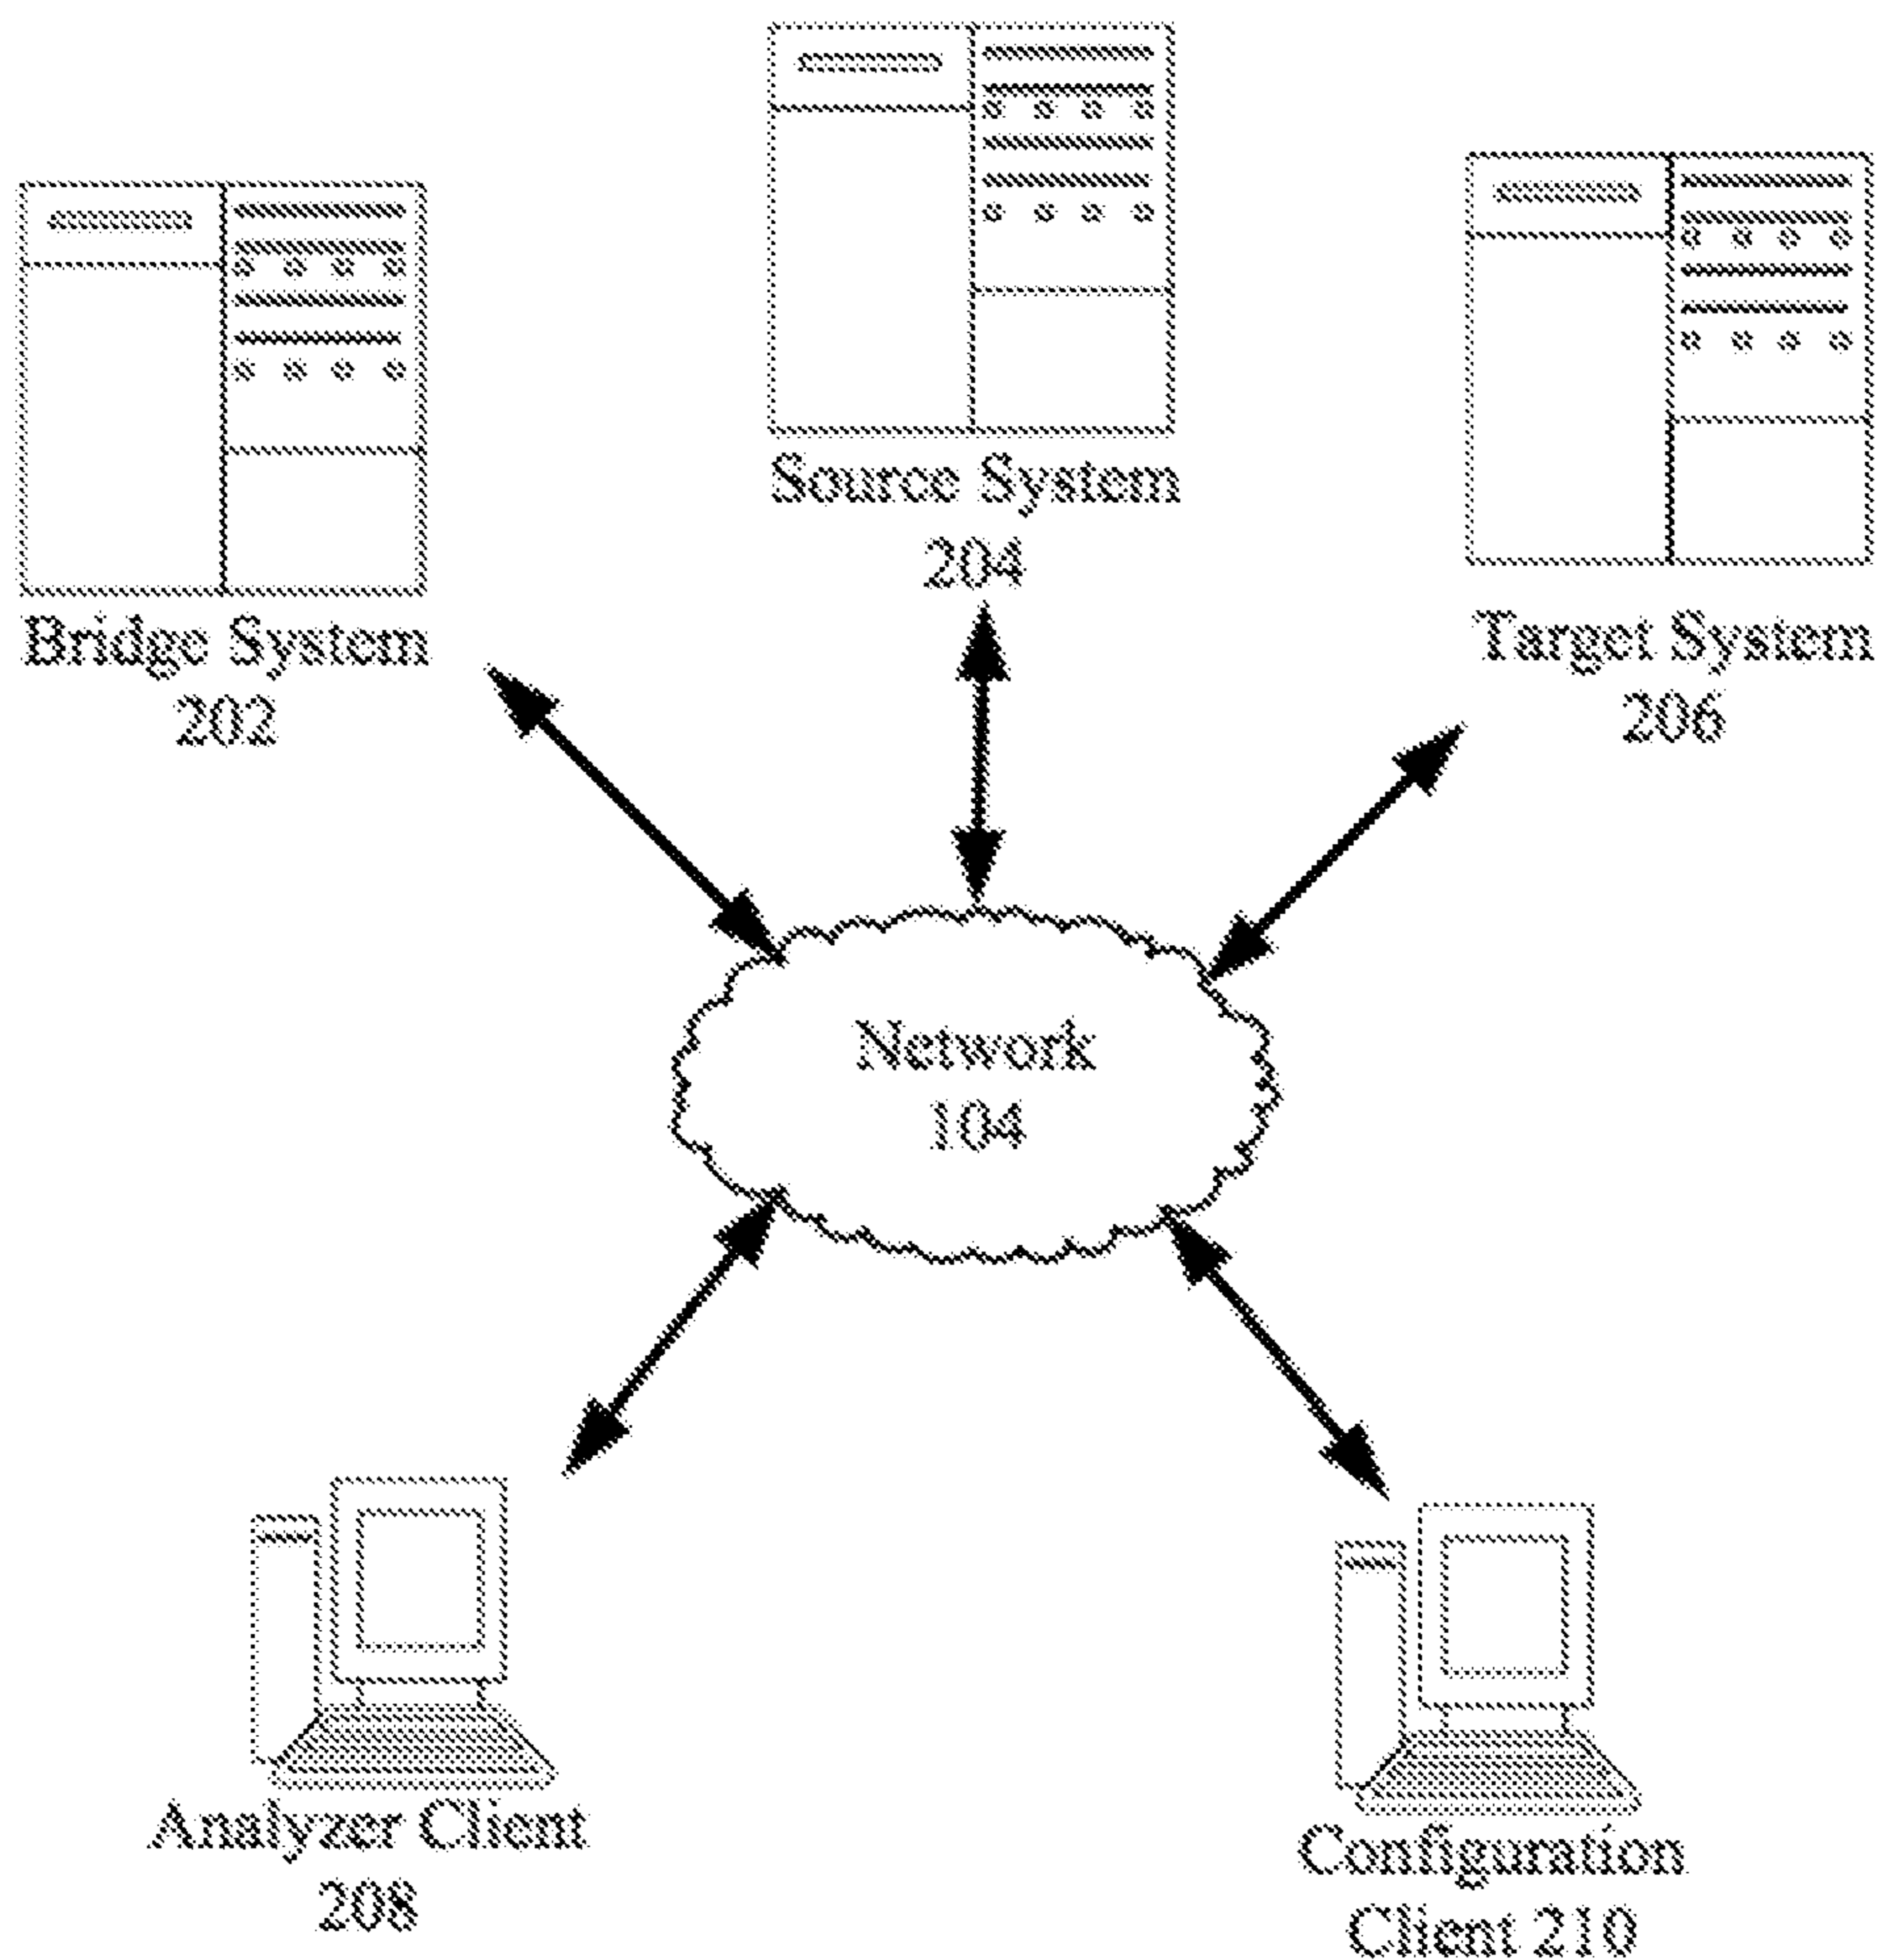 Source System
204
Bridge System
202
Target System
206
Network
104
Analyzer Client
208
Configuration
Client 210